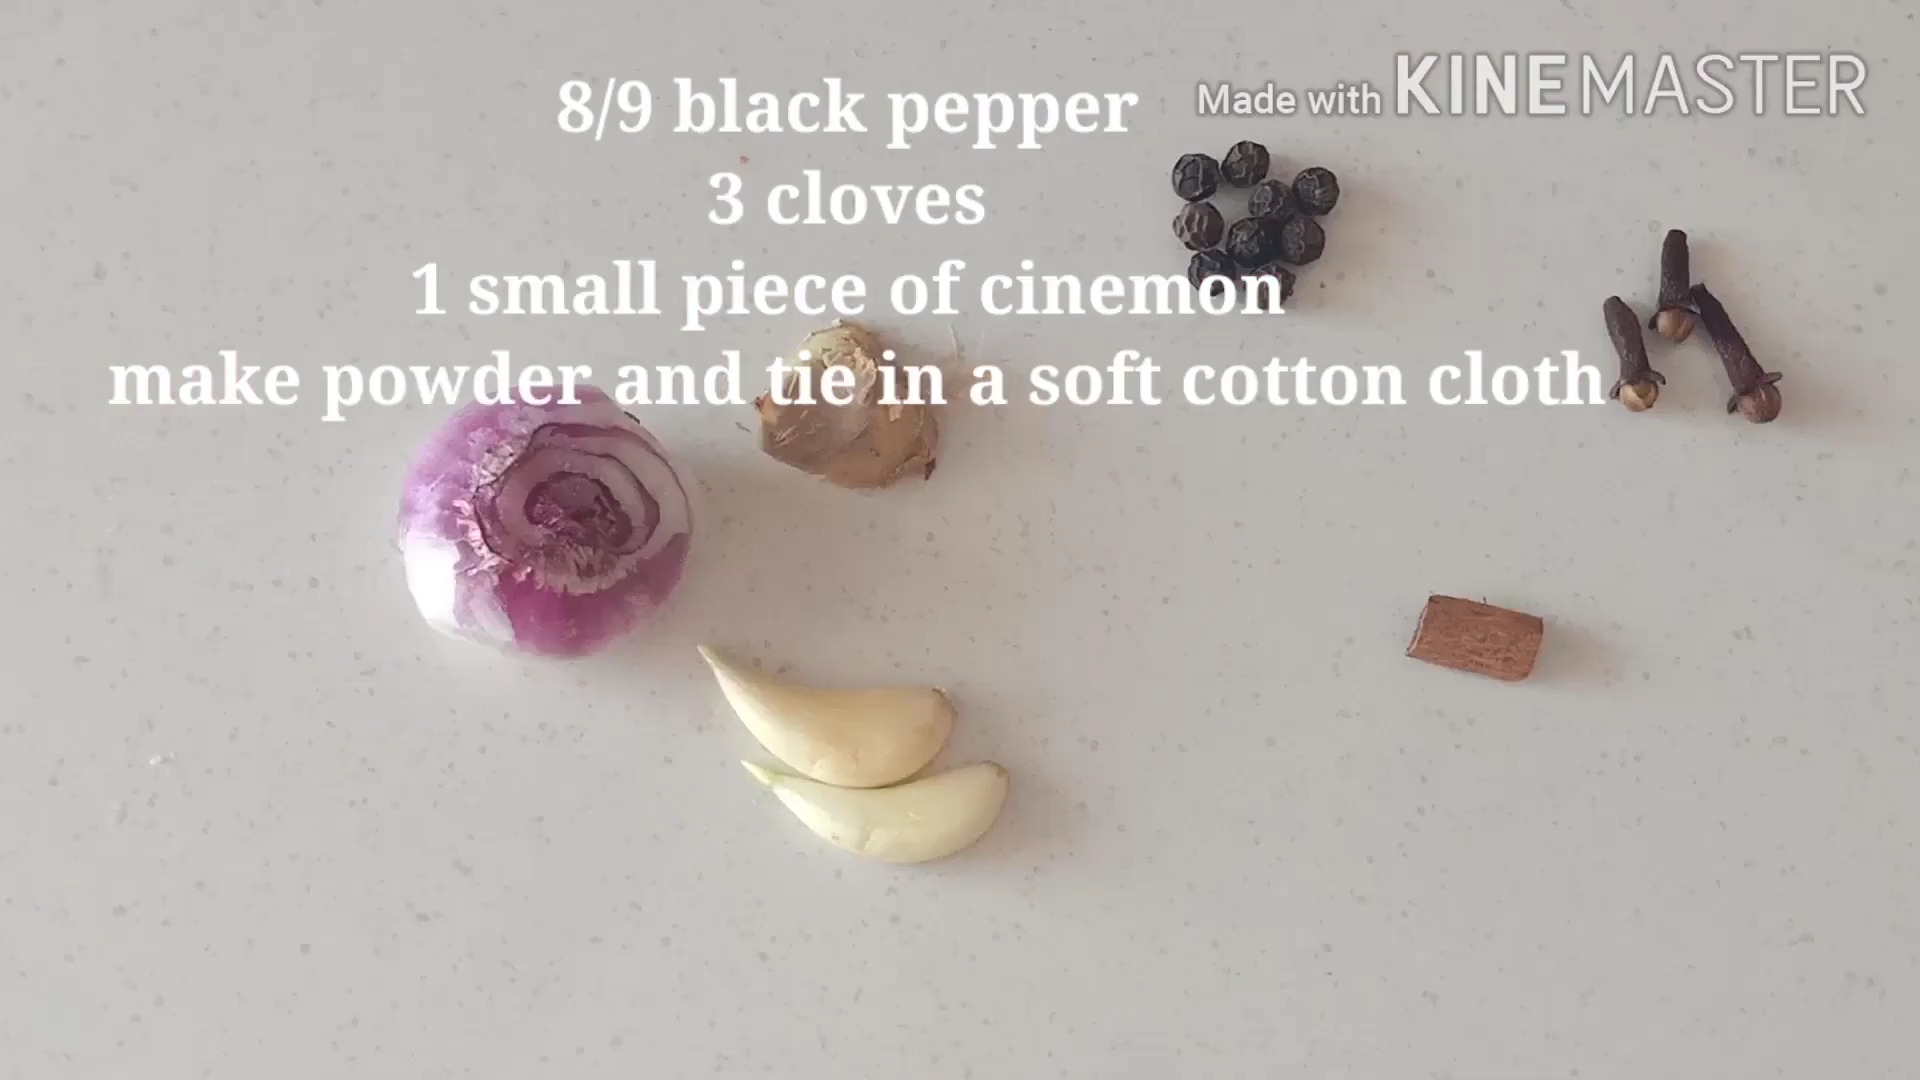 8/9 black pepper
Made with KINEMASTER
3 cloves
1 small piece of cinemon
make powder and tie in a soft cotton cloth